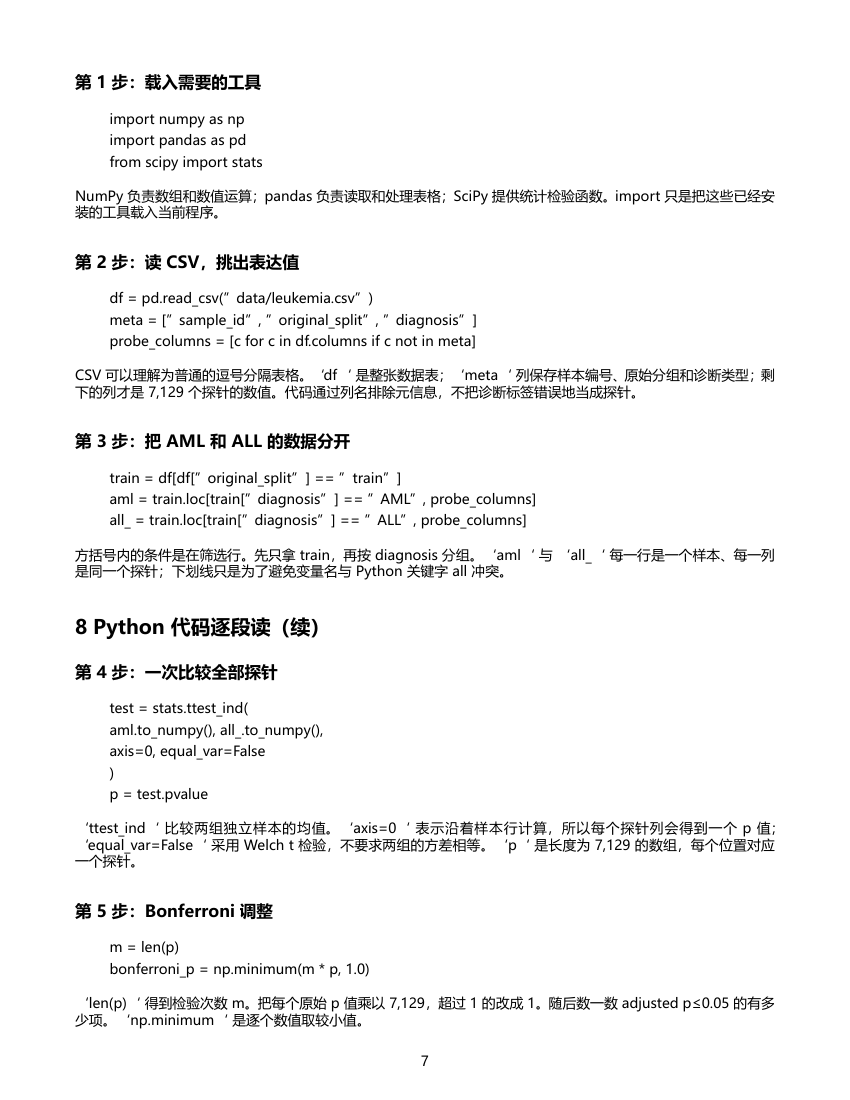 第 1 步：载入需要的工具
import numpy as np
import pandas as pd
from scipy import stats
NumPy 负责数组和数值运算；pandas 负责读取和处理表格；SciPy 提供统计检验函数。import 只是把这些已经安
装的工具载入当前程序。
第 2 步：读 CSV，挑出表达值
df = pd.read_csv(”data/leukemia.csv”)
meta = [”sample_id”, ”original_split”, ”diagnosis”]
probe_columns = [c for c in df.columns if c not in meta]
CSV 可以理解为普通的逗号分隔表格。‘df‘ 是整张数据表；‘meta‘ 列保存样本编号、原始分组和诊断类型；剩
下的列才是 7,129 个探针的数值。代码通过列名排除元信息，不把诊断标签错误地当成探针。
第 3 步：把 AML 和 ALL 的数据分开
train = df[df[”original_split”] == ”train”]
aml = train.loc[train[”diagnosis”] == ”AML”, probe_columns]
all_ = train.loc[train[”diagnosis”] == ”ALL”, probe_columns]
方括号内的条件是在筛选行。先只拿 train，再按 diagnosis 分组。‘aml‘ 与 ‘all_‘ 每一行是一个样本、每一列
是同一个探针；下划线只是为了避免变量名与 Python 关键字 all 冲突。
8 Python 代码逐段读（续）
第 4 步：一次比较全部探针
test = stats.ttest_ind(
aml.to_numpy(), all_.to_numpy(),
axis=0, equal_var=False
)
p = test.pvalue
‘ttest_ind‘ 比较两组独立样本的均值。‘axis=0‘ 表示沿着样本行计算，所以每个探针列会得到一个 p 值；
‘equal_var=False‘ 采用 Welch t 检验，不要求两组的方差相等。‘p‘ 是长度为 7,129 的数组，每个位置对应
一个探针。
第 5 步：Bonferroni 调整
m = len(p)
bonferroni_p = np.minimum(m * p, 1.0)
‘len(p)‘ 得到检验次数 m。把每个原始 p 值乘以 7,129，超过 1 的改成 1。随后数一数 adjusted p≤0.05 的有多
少项。‘np.minimum‘ 是逐个数值取较小值。
7